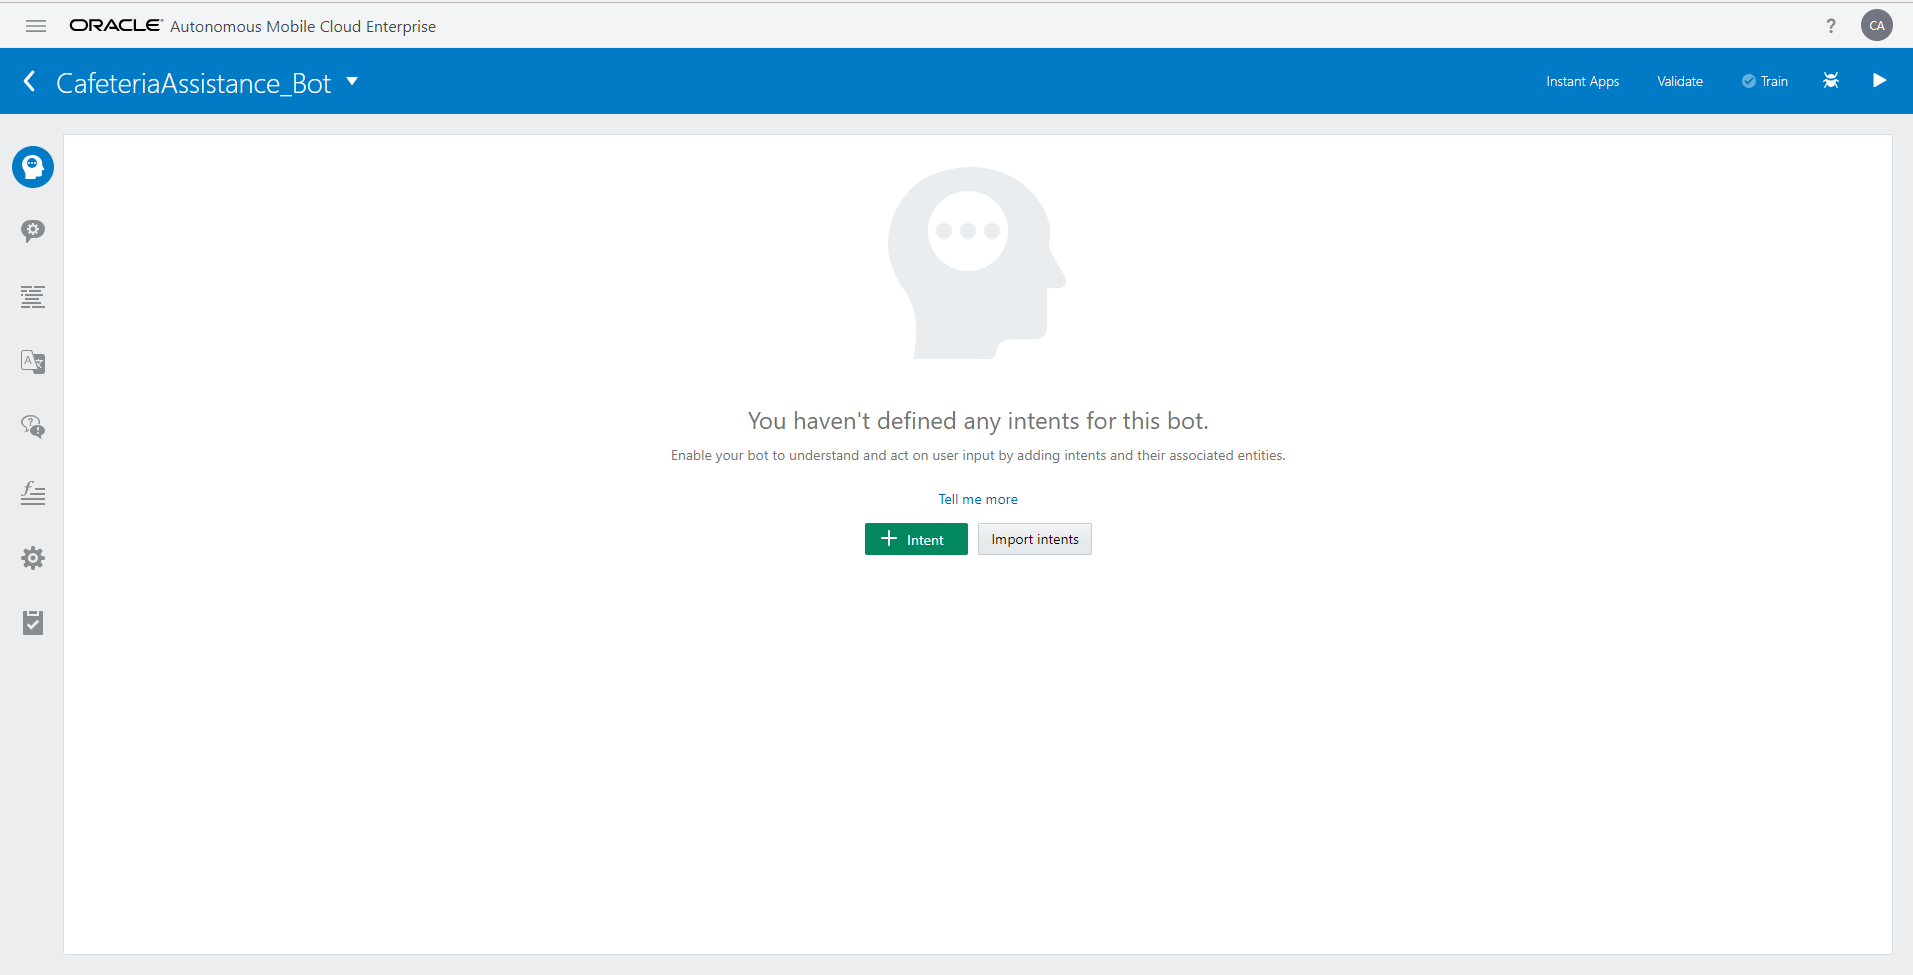 ORACLE® Autonomous Mobile Cloud Enterprise
? CA
CafeteriaAssistance_Bot
Instant Apps Validate Train
You haven't defined any intents for this bot.
Enable your bot to understand and act on user input by adding intents and their associated entities.
Tell me more
Intent Import intents